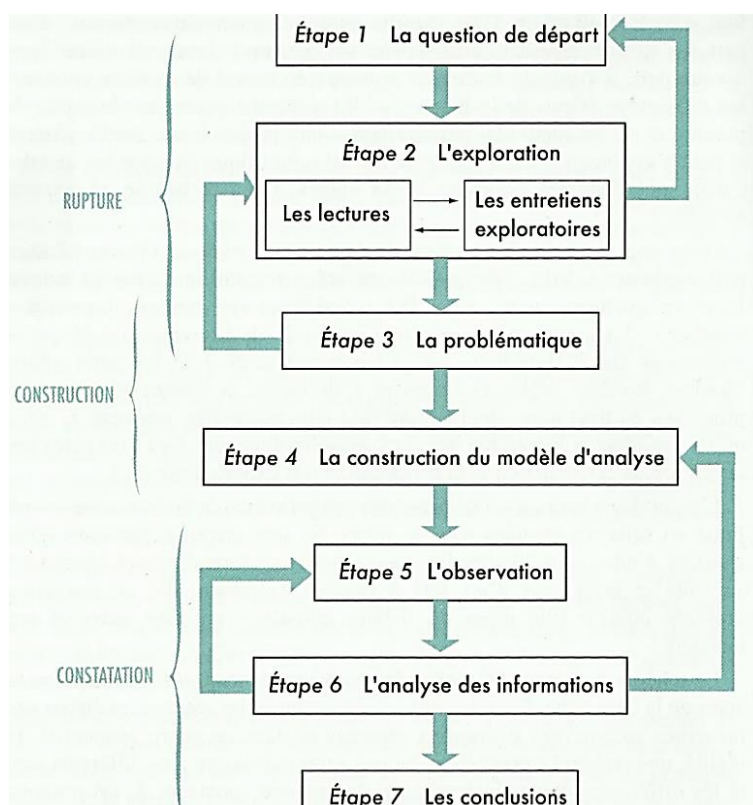 Étape 1 La question de départ
Étape 2 L'exploration
RUPTURE
Les lectures
Les entretiens
exploratoires
Étape 3 La problématique
CONSTRUCTION
Étape 4 La construction du modèle d'analyse
Étape 5 L'observation
CONSTATATION
Étape 6 L'analyse des informations
Étape 7 Les conclusions